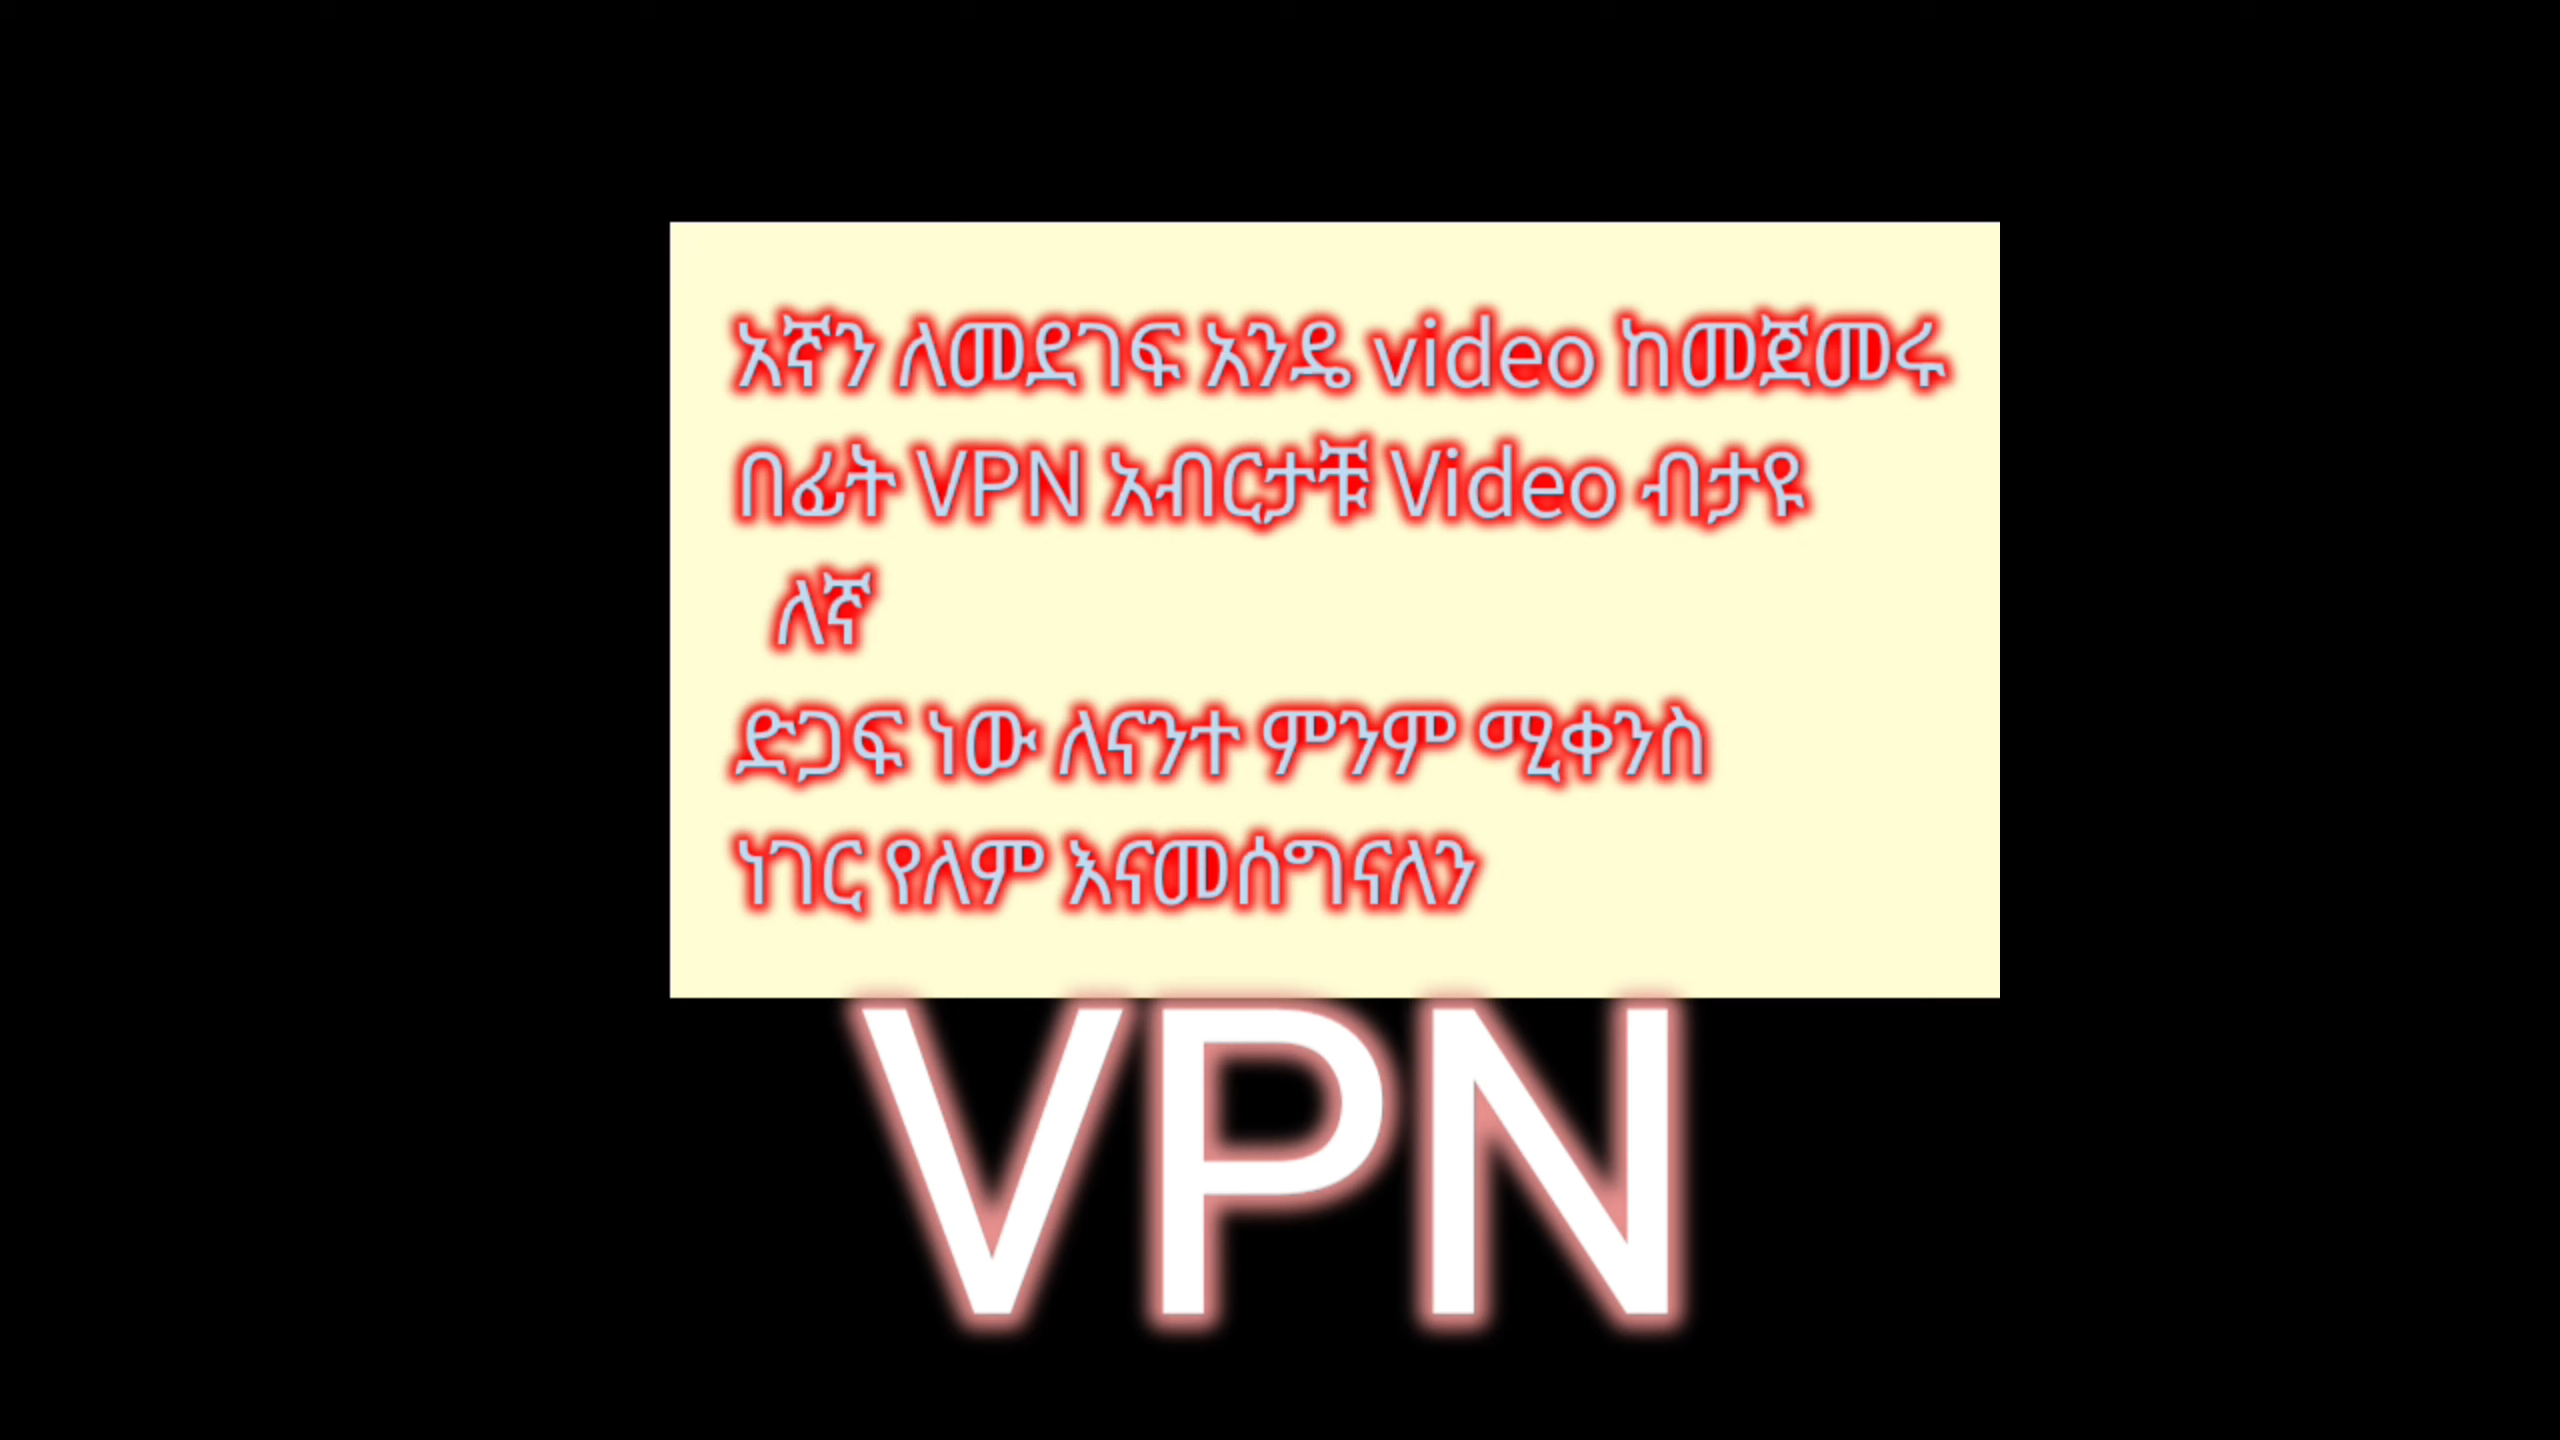 አኛን ለመደገፍ አንዴ video ከመጀመሩ
በፊት VPN አብርታቹ Video ብታዩ
ለኛ
ድጋፍ ነው ለናንተ ምንም ሚቀንስ
ነገር የለም እናመሰግናለን
VPN